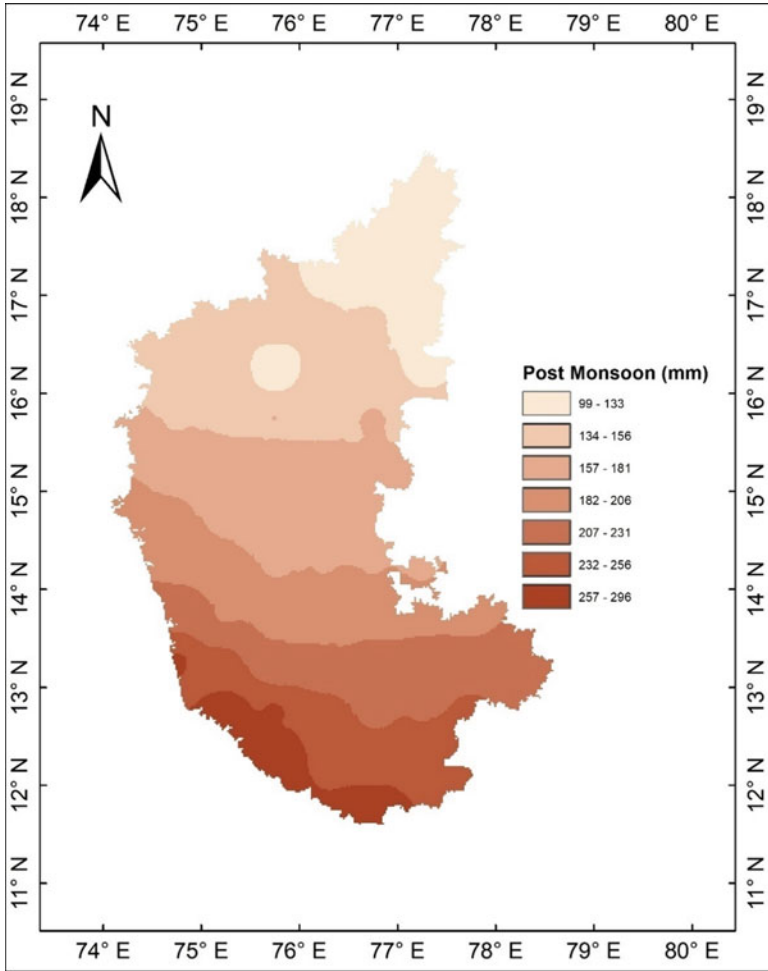 74° E 75° E 76° E 77° E 78° E 79° E 80° E
19° N 19° N
N
18° N 18° N
17° N 17° N
Post Monsoon (mm)
99 - 133
16° N 16° N
134 - 156
157 - 181
15° N 15° N
182 - 206
207 - 231
232 - 256
14° N 14° N
257 - 296
13° N 13° N
12° N 12° N
11° N 11° N
74° E 75° E 76° E 77° E 78° E 79° E 80° E